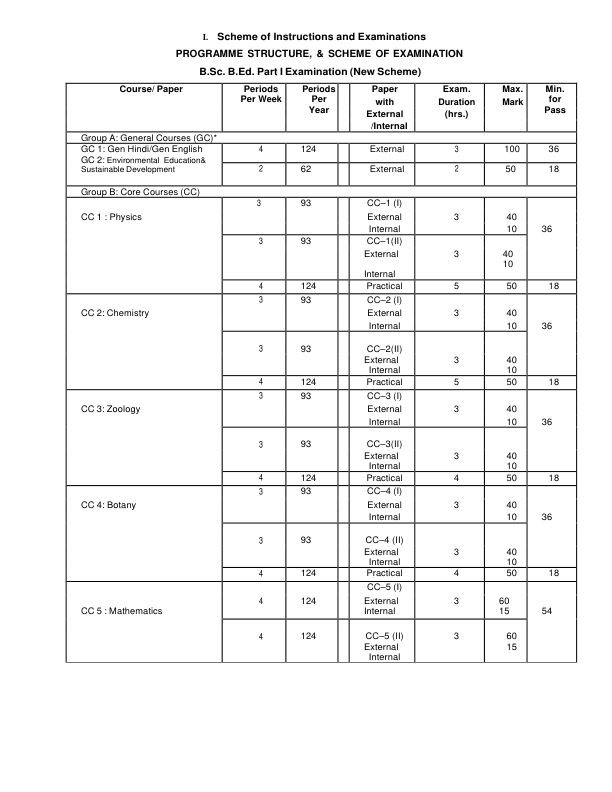 I. Scheme of Instructions and Examinations
PROGRAMME STRUCTURE, & SCHEME OF EXAMINATION
B.Sc. B.Ed. Part I Examination (New Scheme)
Course/ Paper Periods Per Week Periods Per Year Paper with External /Internal Exam. Duration (hrs.) Max. Mark Min. for Pass
Group A: General Courses (GC)*
GC 1: Gen Hindi/Gen English 4 124 External 3 100 36
GC 2: Environmental Education&
Sustainable Development 2 62 External 2 50 18
Group B: Core Courses (CC)
3 93 CC–1 (I)
CC 1 : Physics External 3 40
Internal 10 36
3 93 CC–1(II)
External 3 40
10
Internal
4 124 Practical 5 50 18
3 93 CC–2 (I)
CC 2: Chemistry External 3 40
Internal 10 36
3 93 CC–2(II)
External 3 40
Internal 10
4 124 Practical 5 50 18
3 93 CC–3 (I)
CC 3: Zoology External 3 40
Internal 10 36
3 93 CC–3(II)
External 3 40
Internal 10
4 124 Practical 4 50 18
3 93 CC–4 (I)
CC 4: Botany External 3 40
Internal 10 36
3 93 CC–4 (II)
External 3 40
Internal 10
4 124 Practical 4 50 18
CC–5 (I)
4 124 External 3 60
CC 5 : Mathematics Internal 15 54
4 124 CC–5 (II) 3 60
External 15
Internal